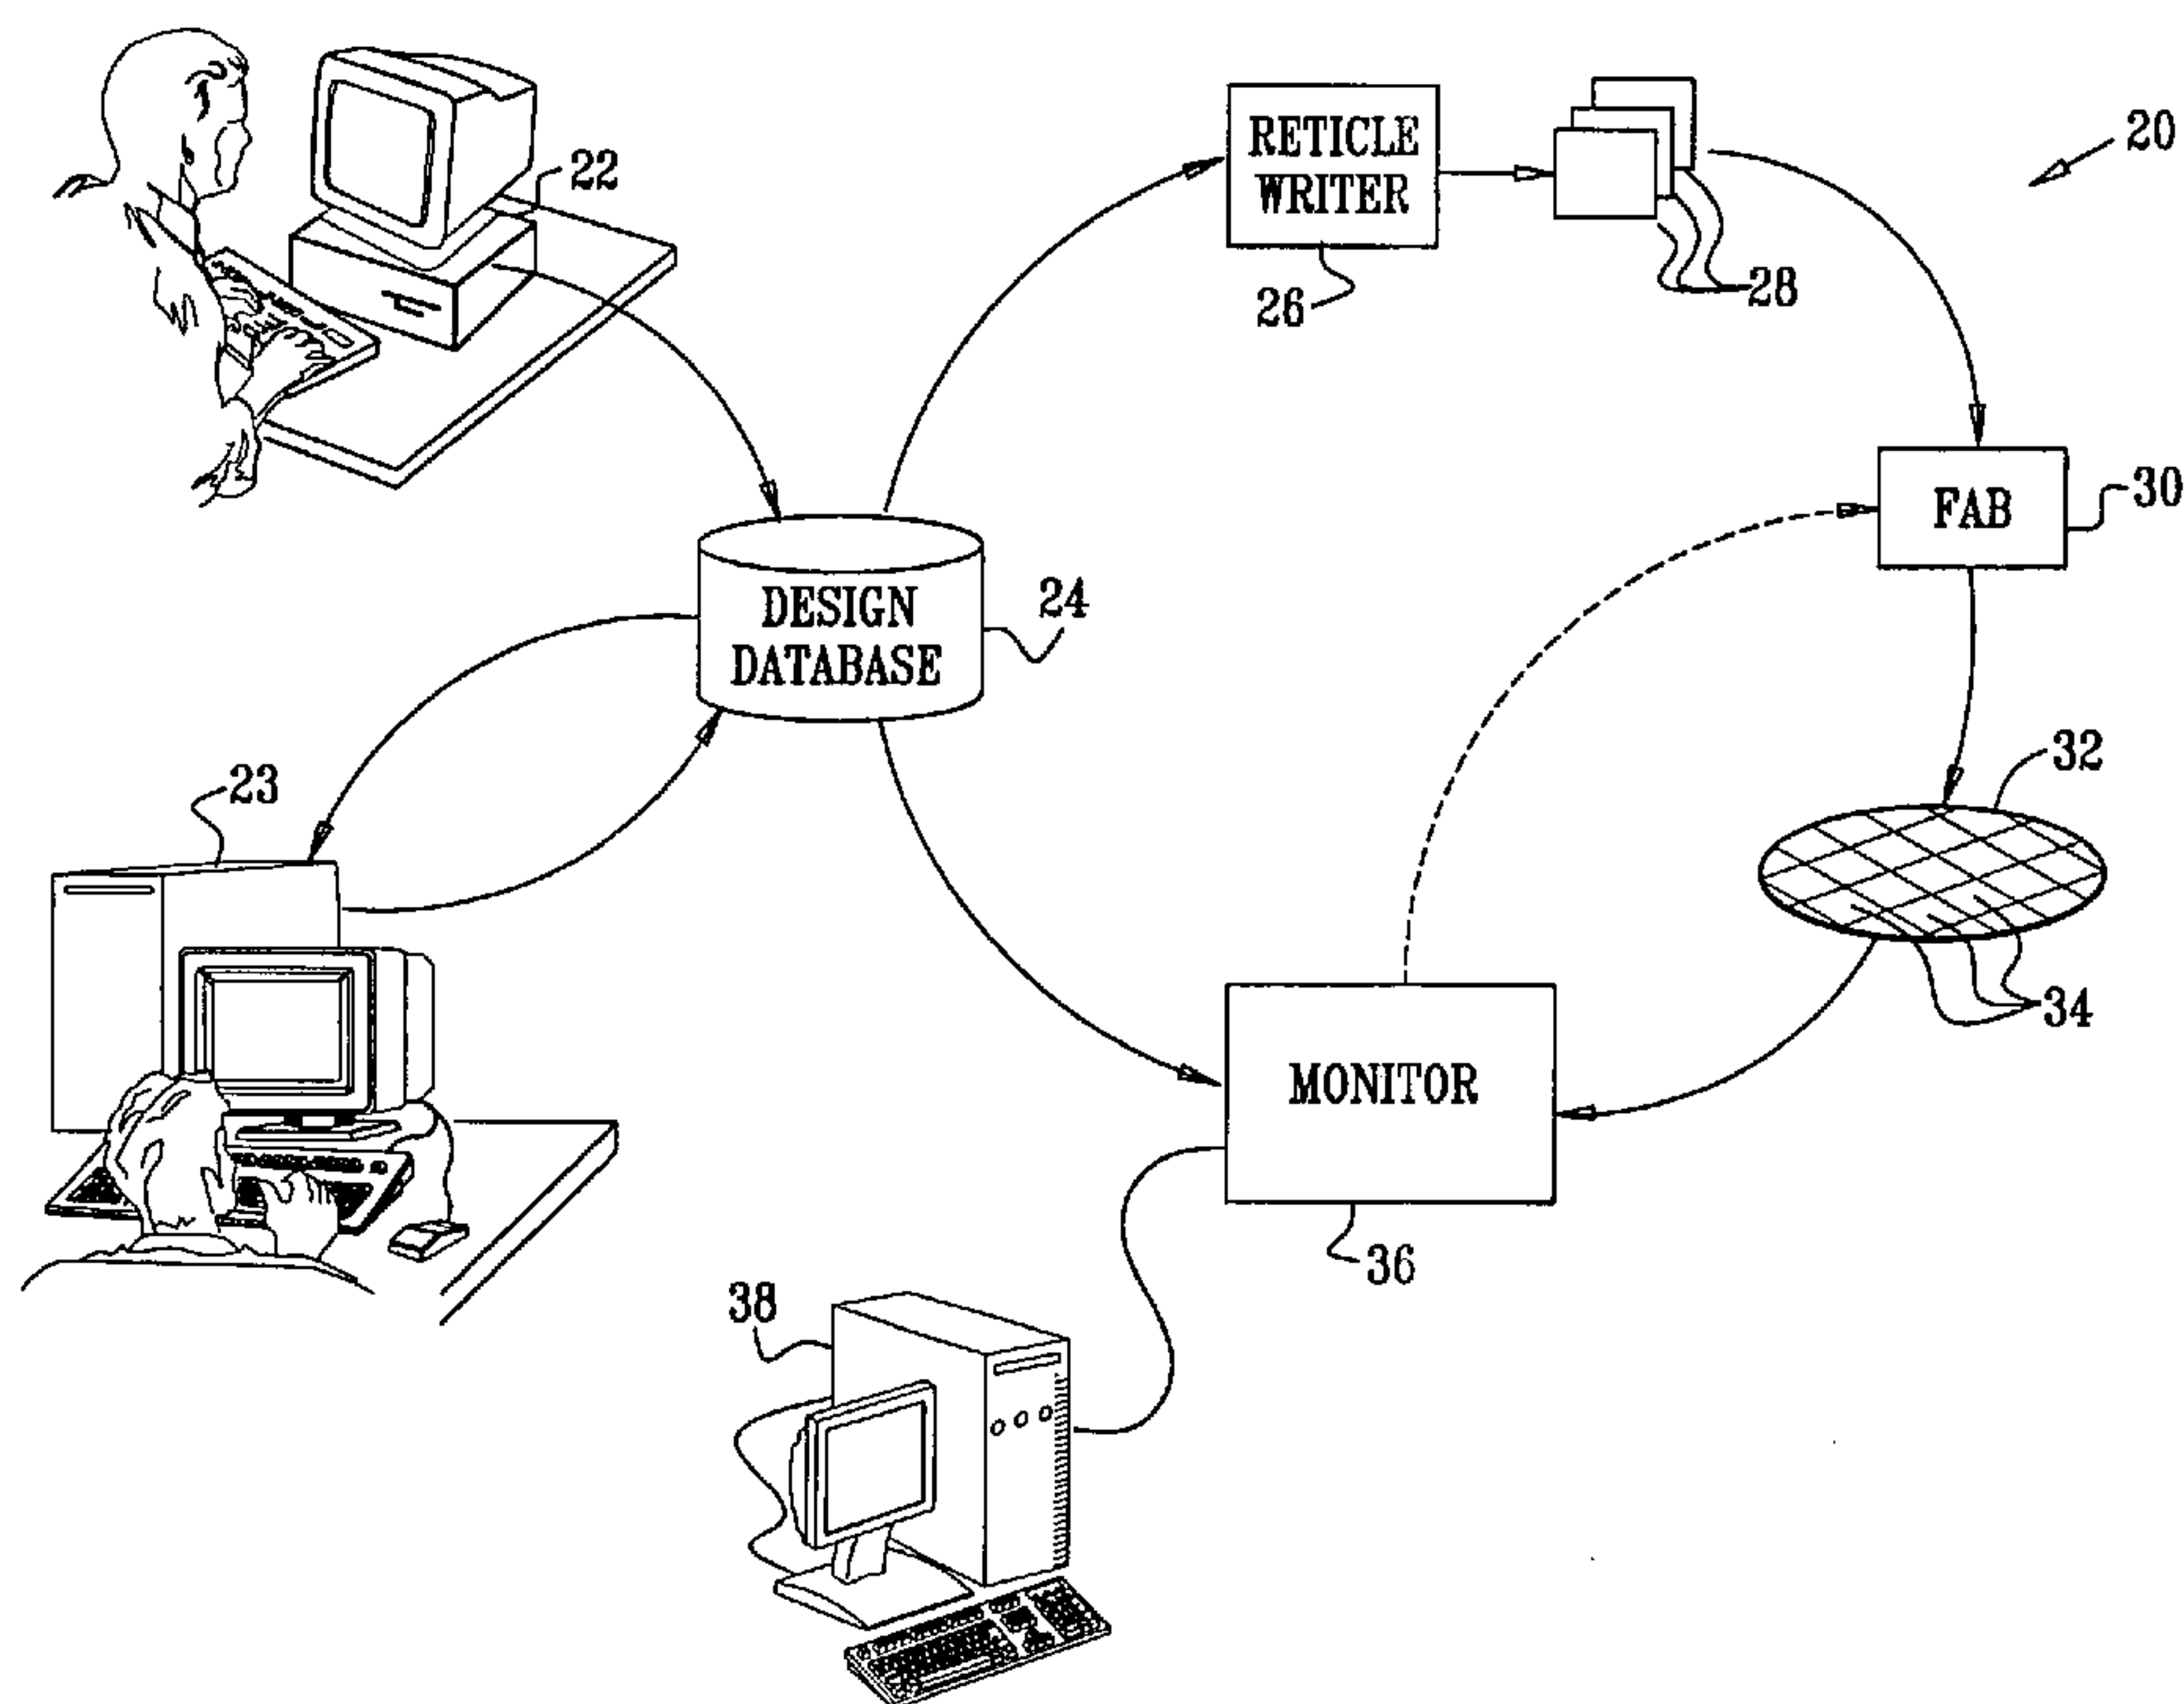 22
RETICLE
WRITER
26
28
20
FAB
30
DESIGN
DATABASE
24
23
32
34
MONITOR
36
38